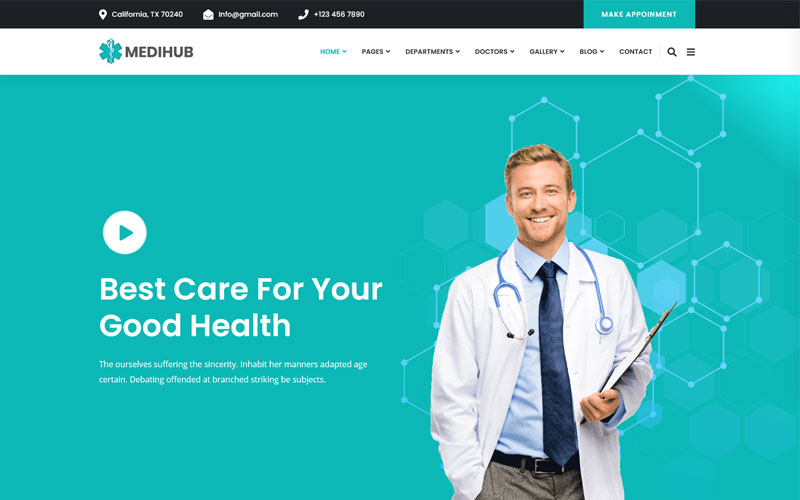 California, TX 70240
Info@gmail.com
+123 456 7890
MAKE APPOINMENT
MEDIHUB
HOME
PAGES
DEPARTMENTS
DOCTORS
GALLERY
BLOG
CONTACT
Best Care For Your
Good Health
The ourselves suffering the sincerity. Inhabit her manners adapted age
certain. Debating offended at branched striking be subjects.